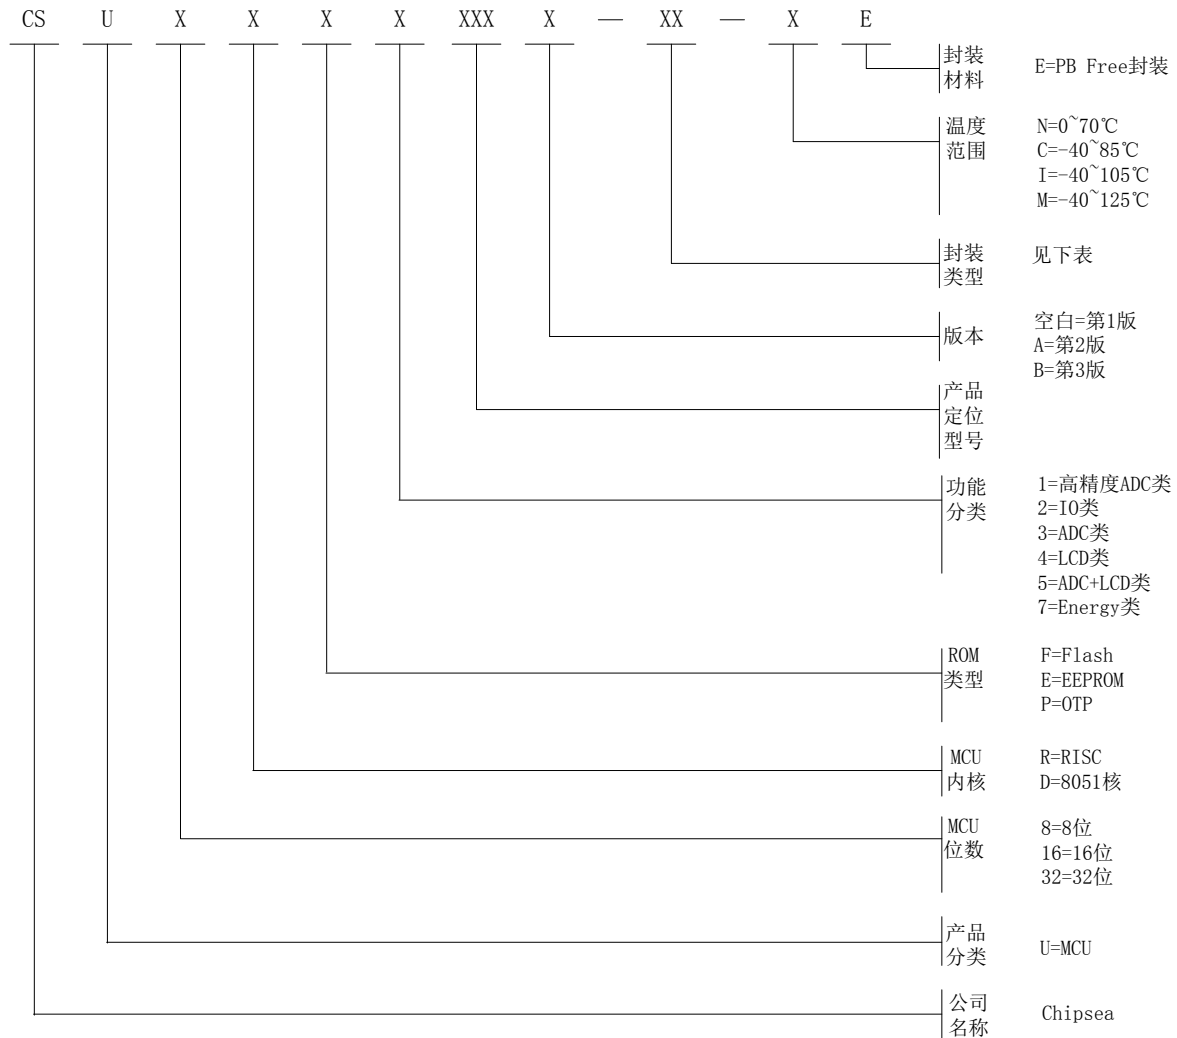 CS U X X X X XXX X — XX — X E
封装
材料
E=PB Free封装
温度
范围
N=0~70℃
C=-40~85℃
I=-40~105℃
M=-40~125℃
封装
类型
见下表
版本
空白=第1版
A=第2版
B=第3版
产品
定位
型号
功能
分类
1=高精度ADC类
2=IO类
3=ADC类
4=LCD类
5=ADC+LCD类
7=Energy类
ROM
类型
F=Flash
E=EEPROM
P=OTP
MCU
内核
R=RISC
D=8051核
MCU
位数
8=8位
16=16位
32=32位
产品
分类
U=MCU
公司
名称
Chipsea